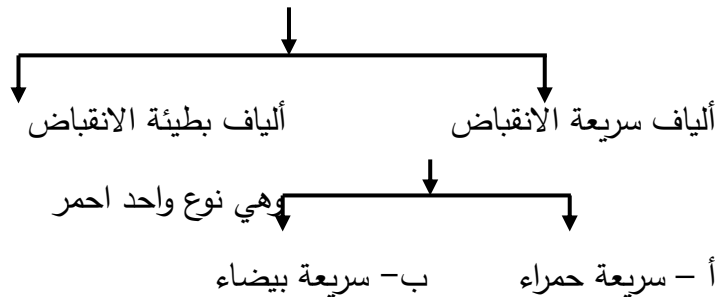 ألياف سريعة الانقباض ألياف بطيئة الانقباض
وهي نوع واحد احمر
أ – سريعة حمراء ب– سريعة بيضاء